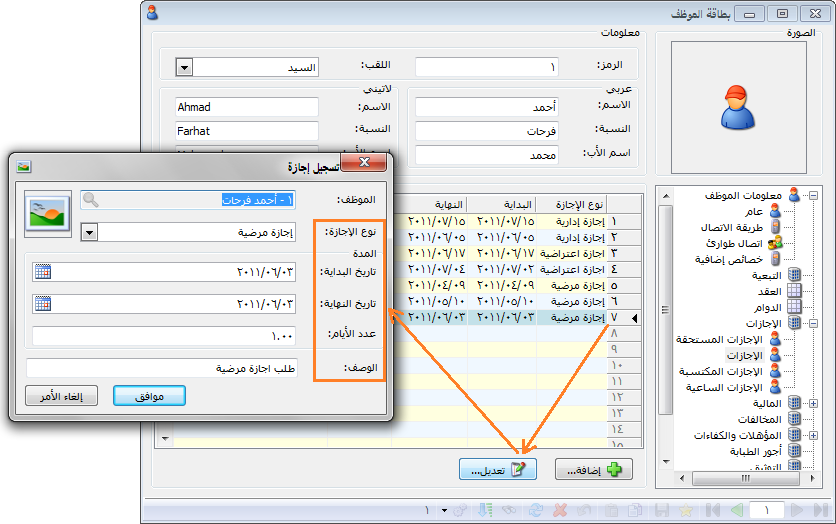 بطاقة الموظف
الصورة
معلومات
الرمز:
١
اللقب:
السيد
عربي
الاسم:
أحمد
النسبة:
فرحات
اسم الأب:
محمد
لاتيني
الاسم:
Ahmad
النسبة:
Farhat
معلومات الموظف
عام
طريقة الاتصال
اتصال طوارئ
خصائص إضافية
التبعية
العقد
الدوام
الإجازات
الإجازات المستحقة
الإجازات
الإجازات المكتسبة
الإجازات الساعية
المالية
المخالفات
المؤهلات والكفاءات
أجور الطبابة
التوثيق
نوع الإجازة البداية النهاية
١ إجازة إدارية ٢٠١١/٠٧/١٥ ٢٠١١/٠٧/١٥
٢ إجازة إدارية ٢٠١١/٠٦/٠٥ ٢٠١١/٠٦/٠٥
٣ اجازة اعتراضية ٢٠١١/٠٦/١٧ ٢٠١١/٠٦/١٧
٤ اجازة اعتراضية ٢٠١١/٠٧/٠٢ ٢٠١١/٠٧/٠٤
٥ إجازة مرضية ٢٠١١/٠٤/٠٩ ٢٠١١/٠٤/٠٩
٦ إجازة مرضية ٢٠١١/٠٥/١٠ ٢٠١١/٠٥/١٠
٧ إجازة مرضية ٢٠١١/٠٦/٠٣ ٢٠١١/٠٦/٠٣
٨
٩
١٠
١١
١٢
١٣
١٤
١٥
إضافة...
تعديل...
١
١
تسجيل إجازة
الموظف:
١ - أحمد فرحات
نوع الإجازة:
إجازة مرضية
المدة
تاريخ البداية:
٢٠١١/٠٦/٠٣
تاريخ النهاية:
٢٠١١/٠٦/٠٣
عدد الأيام:
١.٠٠
الوصف:
طلب اجازة مرضية
موافق
إلغاء الأمر